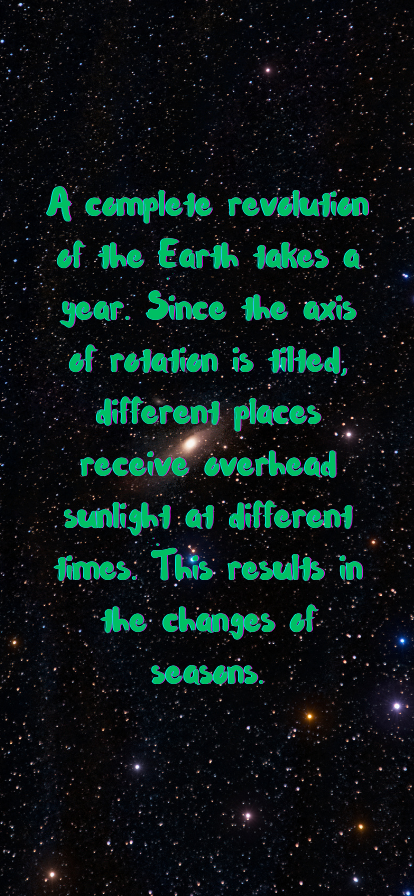 A complete revolution
of the Earth takes a
year. Since the axis
of rotation is tilted,
different places
receive overhead
sunlight at different
times. This results in
the changes of
seasons.